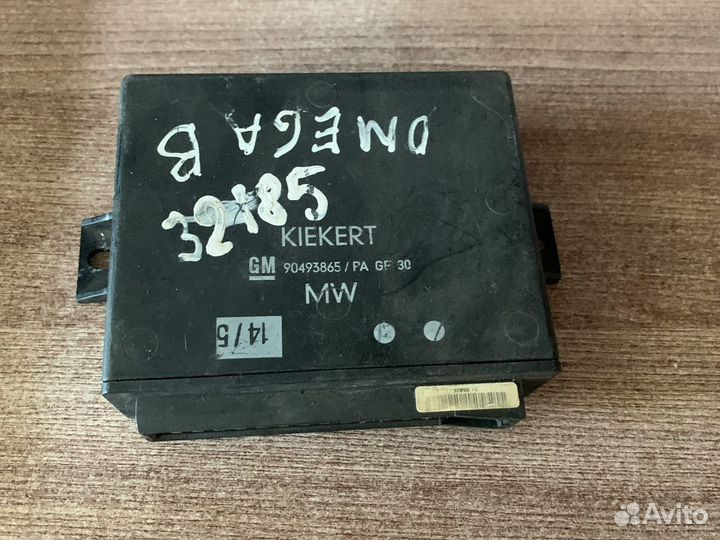 OMEGA
B
32185
KIEKERT
GM 90493865 / PA GF 30
MW
14/5
Avito